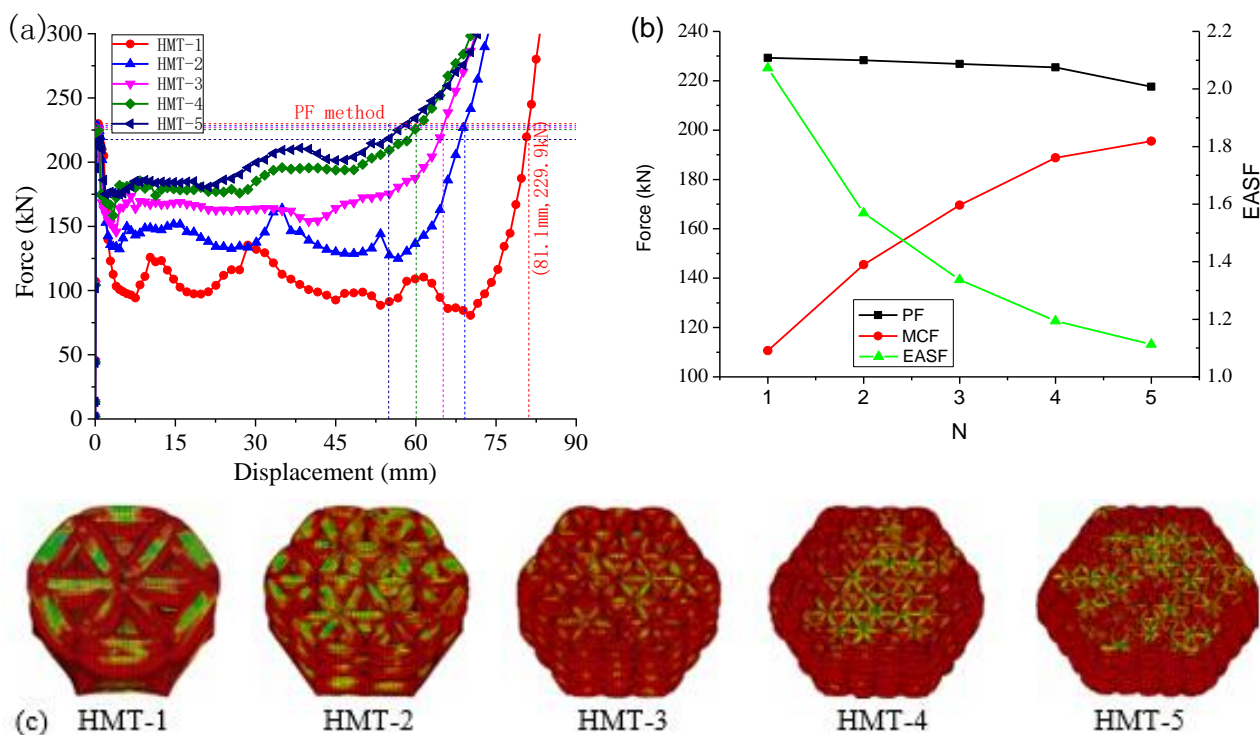 (a)
300
250
200
150
100
50
0
Force (kN)
HMT-1
HMT-2
HMT-3
HMT-4
HMT-5
PF method
(81.1mm,229.9kN)
0 15 30 45 60 75 90
Displacement (mm)
(b)
240
220
200
180
160
140
120
100
Force (kN)
PF
MCF
EASF
2.2
2.0
1.8
1.6
1.4
1.2
1.0
EASF
1 2 3 4 5
N
(c) HMT-1 HMT-2 HMT-3 HMT-4 HMT-5